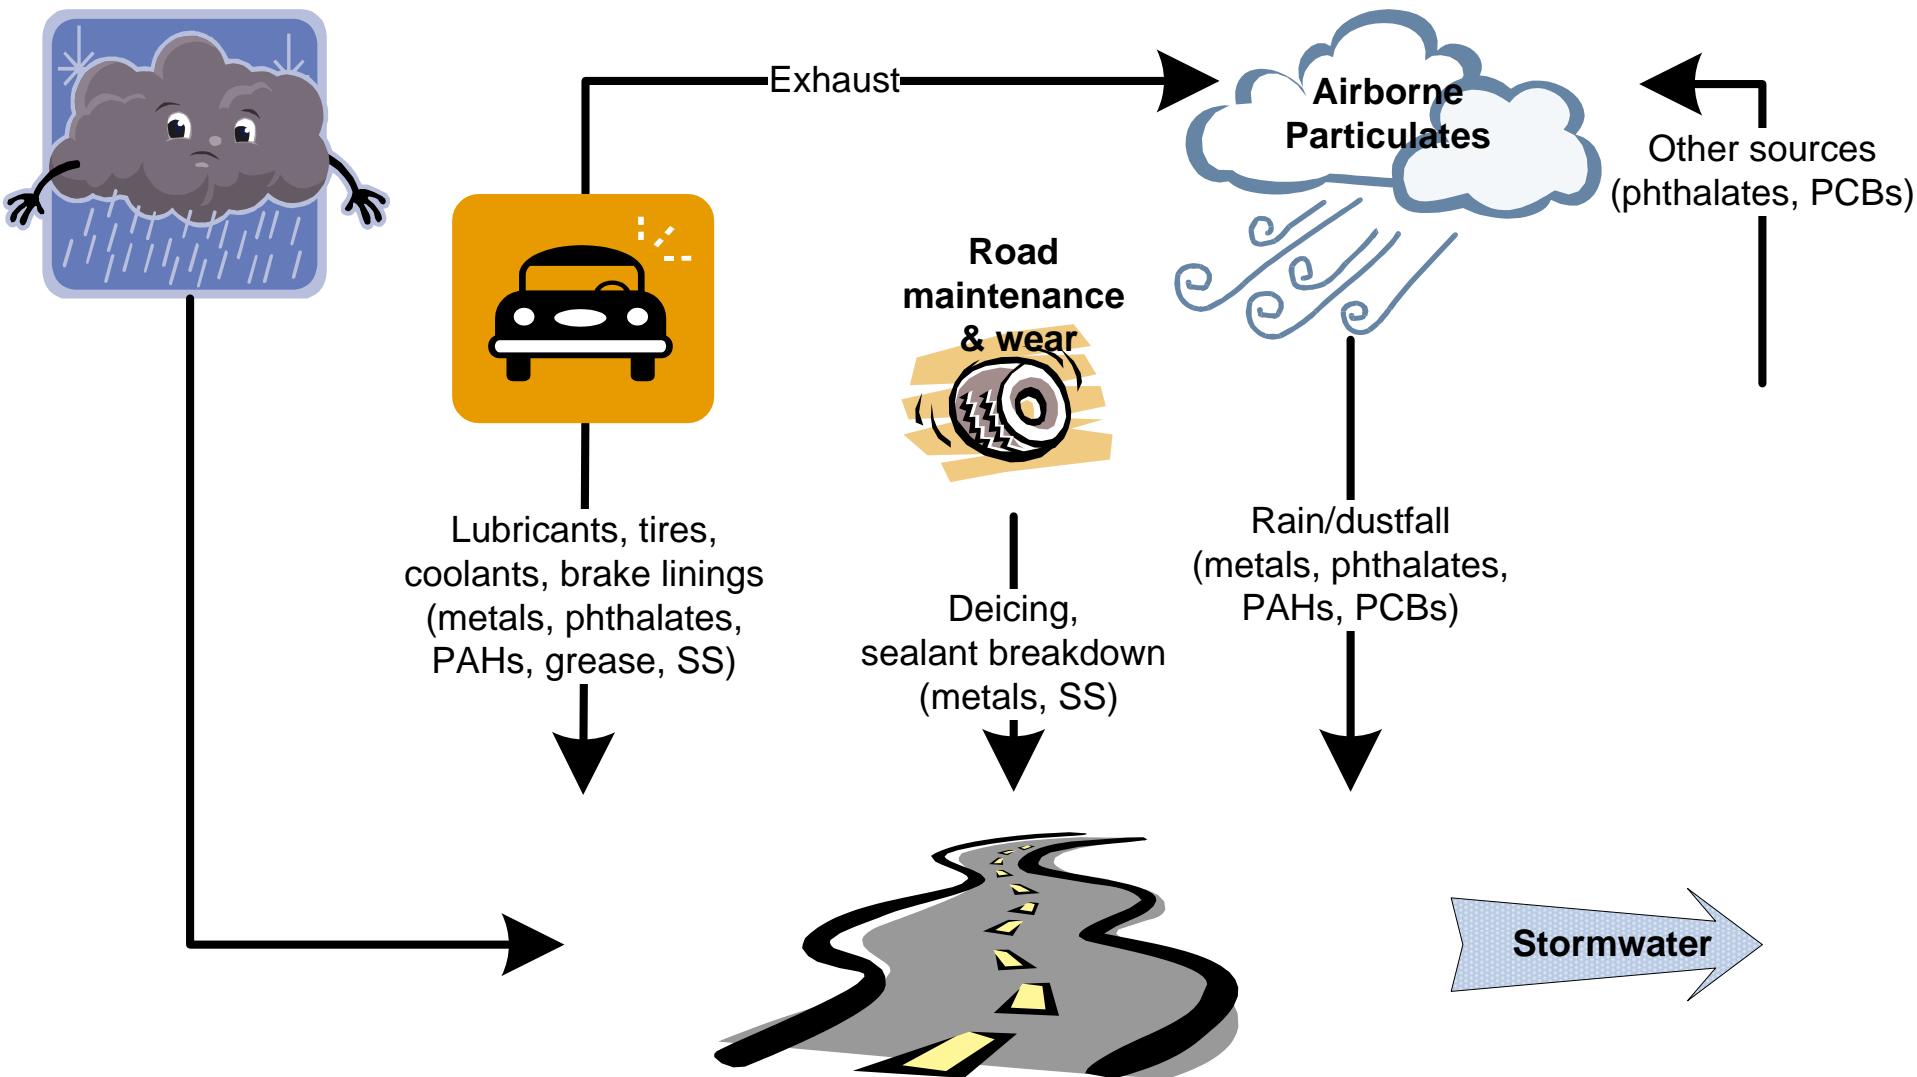 Exhaust
Airborne
Particulates
Other sources
(phthalates, PCBs)
Road
maintenance
& wear
Lubricants, tires,
coolants, brake linings
(metals, phthalates,
PAHs, grease, SS)
Deicing,
sealant breakdown
(metals, SS)
Rain/dustfall
(metals, phthalates,
PAHs, PCBs)
Stormwater